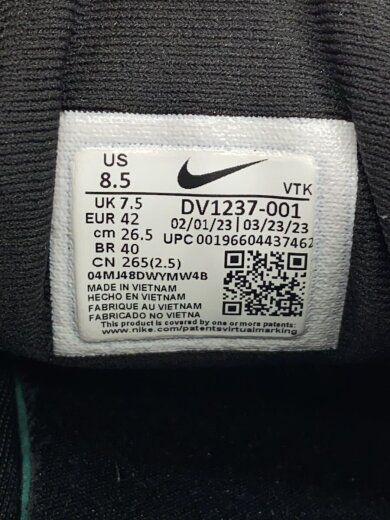 US
8.5
VTK
UK 7.5
DV1237-001
EUR 42
02/01/23 | 03/23/23
cm 26.5
UPC 00196604437462
BR 40
CN 265(2.5)
04MJ48DWYMW4B
MADE IN VIETNAM
HECHO EN VIETNAM
FABRIQUE AU VIETNAM
FABRICADO NO VIETNA
This product is covered by one or more patents:
www.nike.com/patentsvirtualmarking